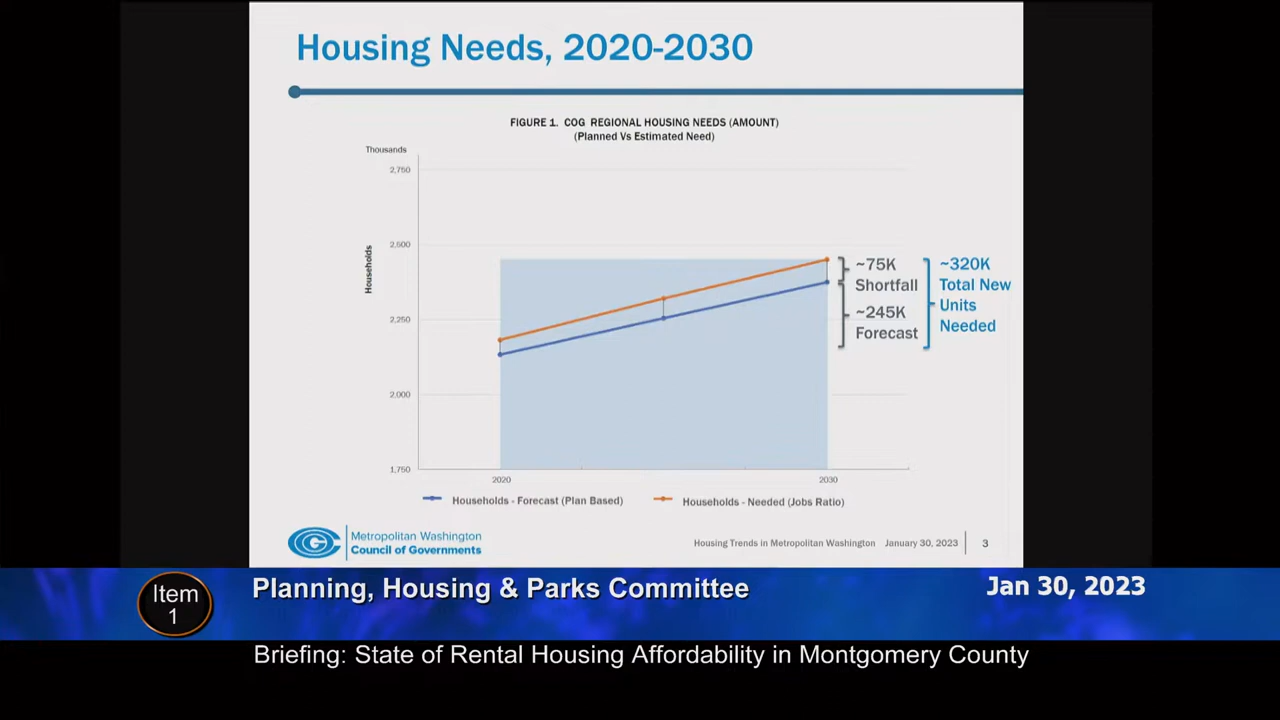 Housing Needs, 2020-2030
FIGURE 1. COG REGIONAL HOUSING NEEDS (AMOUNT)
(Planned Vs Estimated Need)
Thousands
2,750
2,500
2,250
2,000
1,750
Households
2020
2030
~75K
Shortfall
~245K
Forecast
~320K
Total New
Units
Needed
Households - Forecast (Plan Based)
Households - Needed (Jobs Ratio)
Metropolitan Washington
Council of Governments
Housing Trends in Metropolitan Washington January 30, 2023 3
Item
1
Planning, Housing & Parks Committee
Jan 30, 2023
Briefing: State of Rental Housing Affordability in Montgomery County